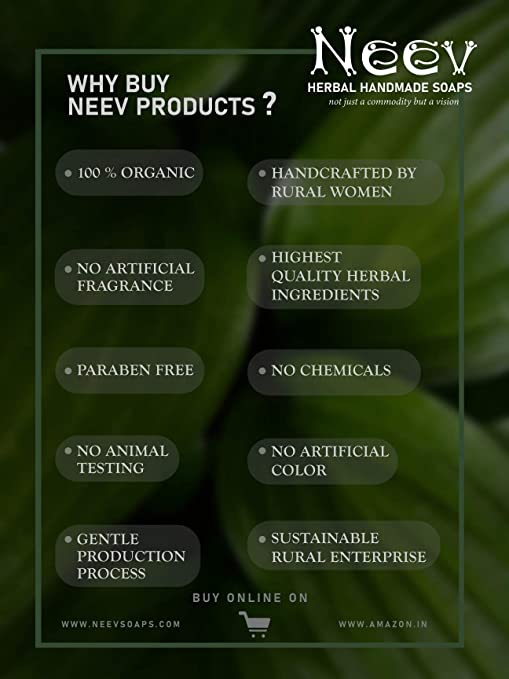 Neev
HERBAL HANDMADE SOAPS
not just a commodity but a vision
WHY BUY
NEEV PRODUCTS ?
• 100 % ORGANIC
• HANDCRAFTED BY
RURAL WOMEN
• NO ARTIFICIAL
FRAGRANCE
• HIGHEST
QUALITY HERBAL
INGREDIENTS
• PARABEN FREE
• NO CHEMICALS
• NO ANIMAL
TESTING
• NO ARTIFICIAL
COLOR
• GENTLE
PRODUCTION
PROCESS
• SUSTAINABLE
RURAL ENTERPRISE
BUY ONLINE ON
WWW.NEEVSOAPS.COM
WWW.AMAZON.IN